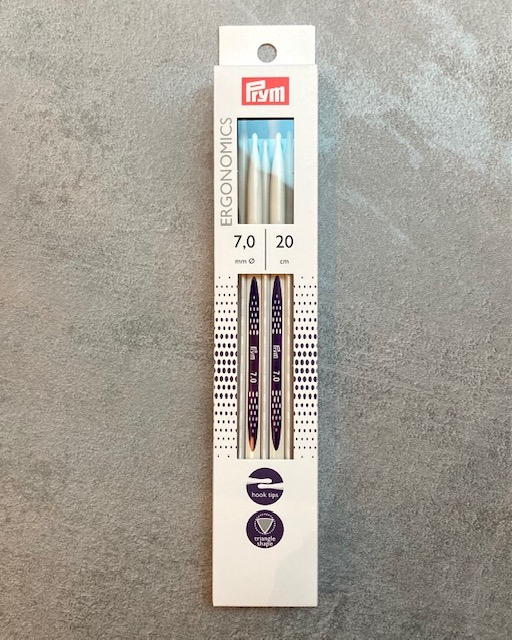 Prym
ERGONOMICS
7,0 20
mm Ø cm
Prym 7.0
Prym 7.0
hook tips
triangle
shape